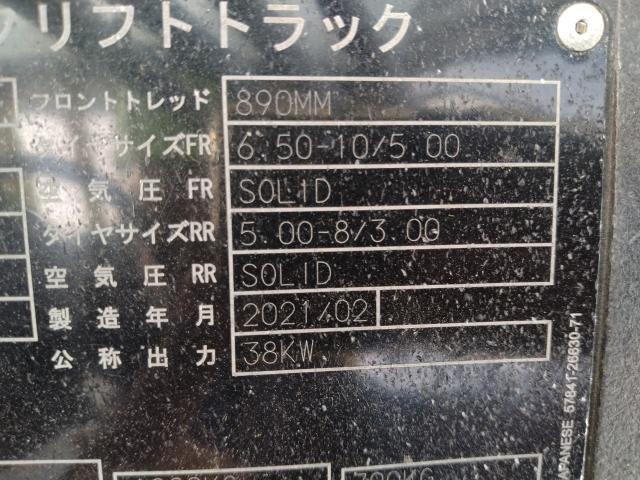 リフトトラック
フロントトレッド 890MM
タイヤサイズFR 6.50-10/5.00
空気圧 FR SOLID
タイヤサイズRR 5.00-8/3.00
空気圧 RR SOLID
製造年月 2021/02
公称出力 38KW
JAPANESE 57841-26630-71